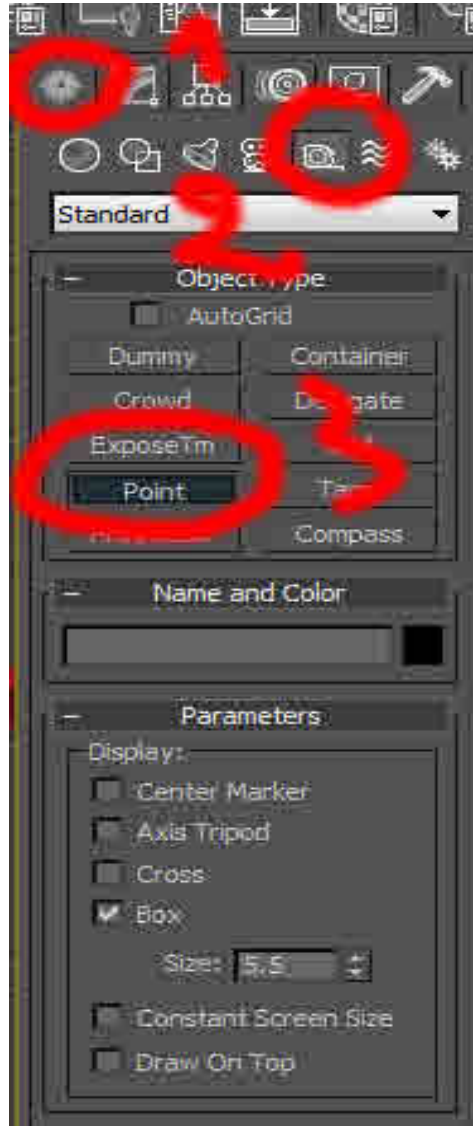 1
2
Standard
Object Type
AutoGrid
Dummy Container
Crowd Delegate
ExposeTm
3
Point
Compass
Name and Color
Parameters
Display:
Center Marker
Axis Tripod
Cross
Box
Size: 5.5
Constant Screen Size
Draw On Top